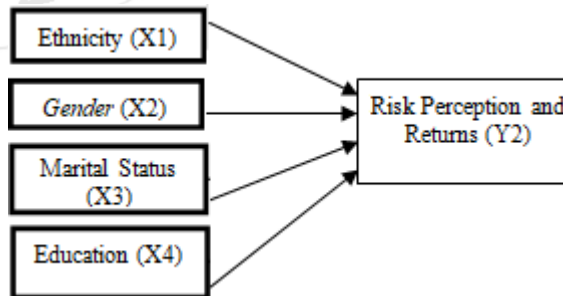 Ethnicity (X1)
Gender (X2)
Marital Status
(X3)
Education (X4)
Risk Perception and
Returns (Y2)